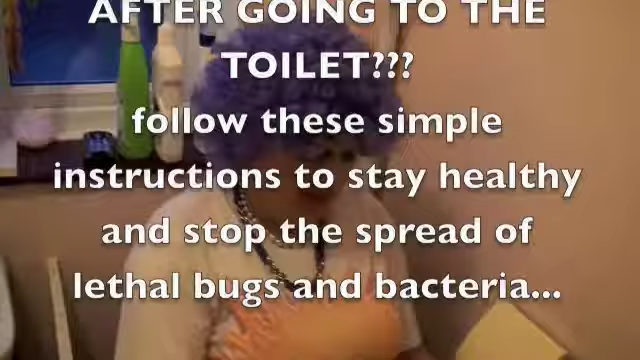 AFTER GOING TO THE
TOILET???
follow these simple
instructions to stay healthy
and stop the spread of
lethal bugs and bacteria...